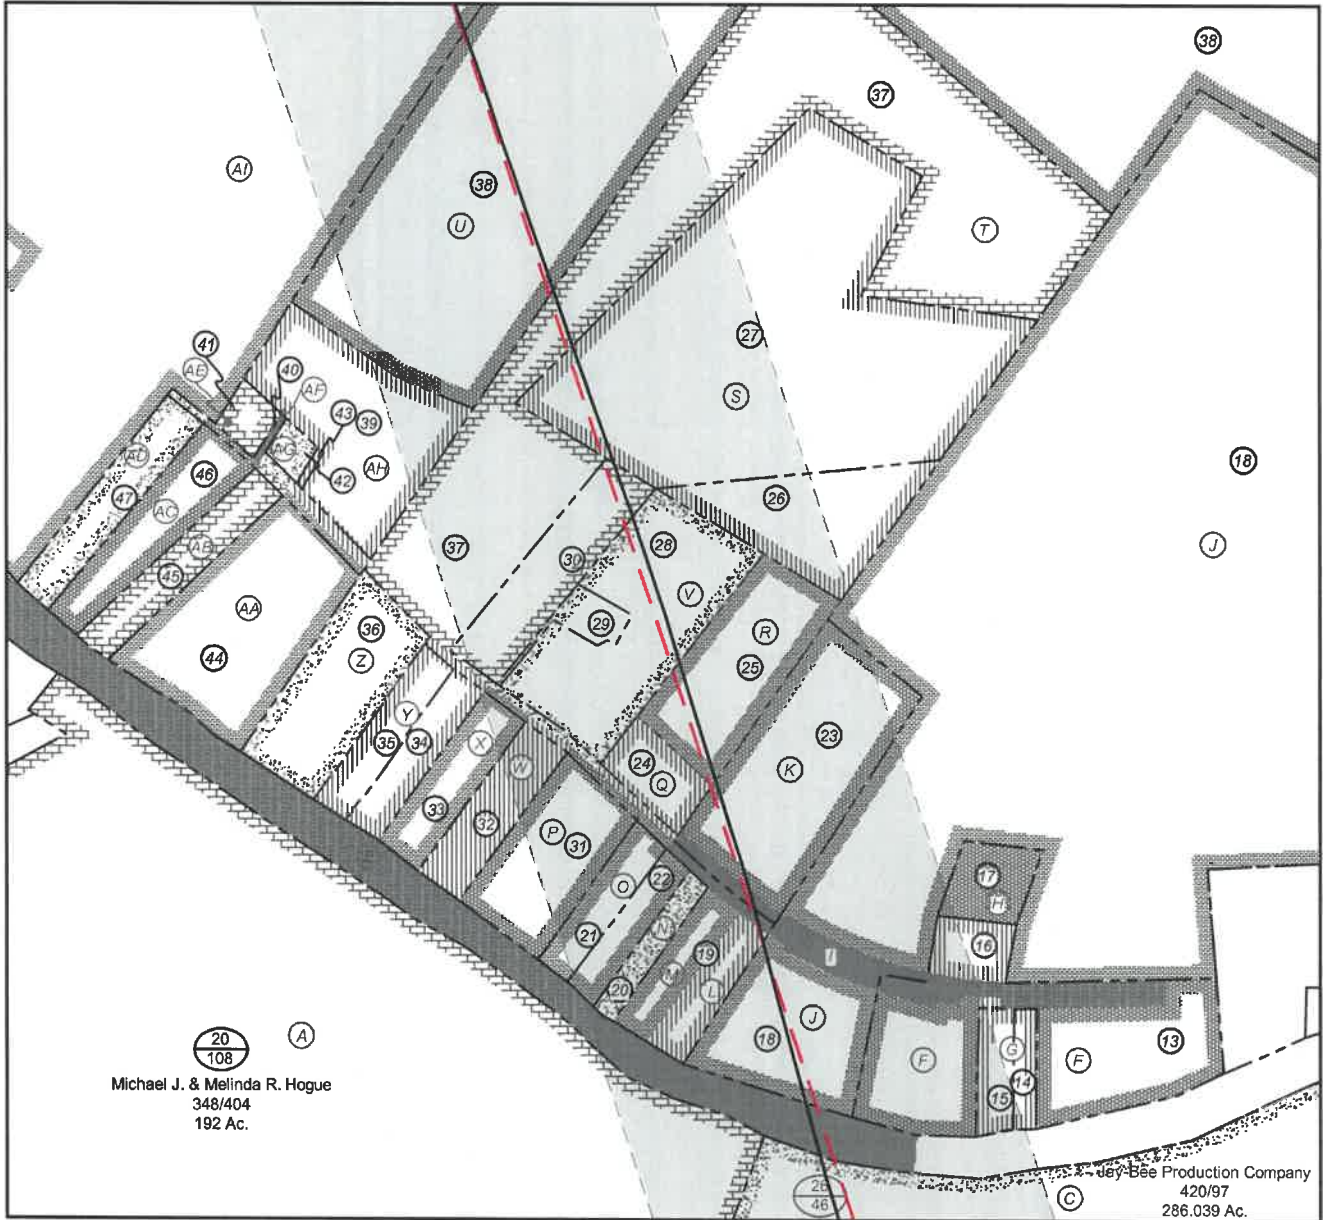 38
37
AI
38
U
T
27
41
AE
40
AF
S
43
39
AG
AH
42
AD
46
18
47
AC
26
AB
37
28
30
J
45
V
AA
29
36
R
Z
25
44
Y
23
35
34
X
W
24
K
Q
33
32
P
31
22
17
O
H
N
21
16
19
I
M
20
L
J
18
13
G
F
F
14
15
20
108
A
Michael J. & Melinda R. Hogue
348/404
192 Ac.
Jay-Bee Production Company
26
46
C
420/97
286.039 Ac.